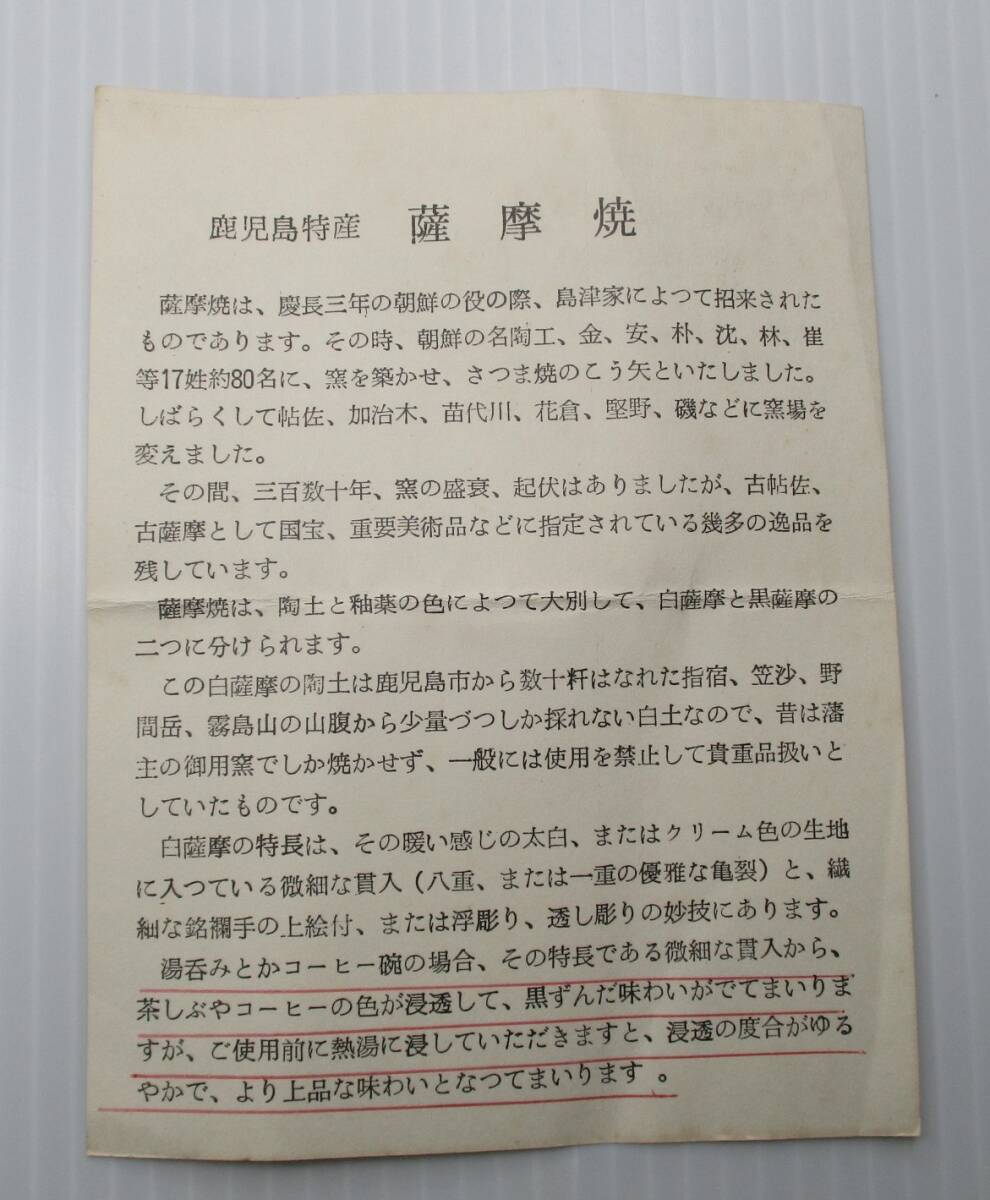 鹿児島特産　薩摩焼
薩摩焼は、慶長三年の朝鮮の役の際、島津家によつて招来された
ものであります。その時、朝鮮の名陶工、金、安、朴、沈、林、崔
等17姓約80名に、窯を築かせ、さつま焼のこう矢といたしました。
しばらくして帖佐、加治木、苗代川、花倉、堅野、磯などに窯場を
変えました。
その間、三百数十年、窯の盛衰、起伏はありましたが、古帖佐、
古薩摩として国宝、重要美術品などに指定されている幾多の逸品を
残しています。
薩摩焼は、陶土と釉薬の色によつて大別して、白薩摩と黒薩摩の
二つに分けられます。
この白薩摩の陶土は鹿児島市から数十粁はなれた指宿、笠沙、野
間岳、霧島山の山腹から少量づつしか採れない白土なので、昔は藩
主の御用窯でしか焼かせず、一般には使用を禁止して貴重品扱いと
していたものです。
白薩摩の特長は、その暖い感じの太白、またはクリーム色の生地
に入つている微細な貫入（八重、または一重の優雅な亀裂）と、繊
細な銘襴手の上絵付、または浮彫り、透し彫りの妙技にあります。
湯呑みとかコーヒー碗の場合、その特長である微細な貫入から、
茶しぶやコーヒーの色が浸透して、黒ずんだ味わいがでてまいりま
すが、ご使用前に熱湯に浸していただきますと、浸透の度合がゆる
やかで、より上品な味わいとなつてまいります。